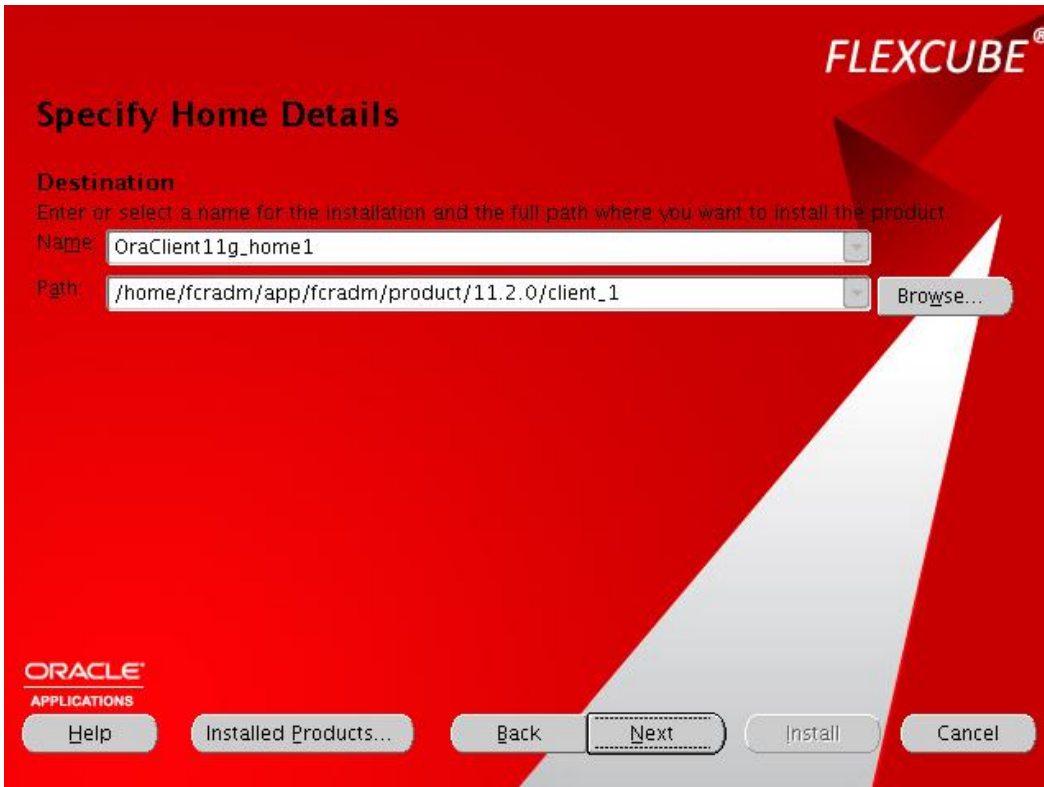 FLEXCUBE®
Specify Home Details
Destination
Enter or select a name for the installation and the full path where you want to install the product.
Name: OraClient11g_home1
Path: /home/fcradm/app/fcradm/product/11.2.0/client_1 Browse...
ORACLE®
APPLICATIONS
Help Installed Products... Back Next Install Cancel